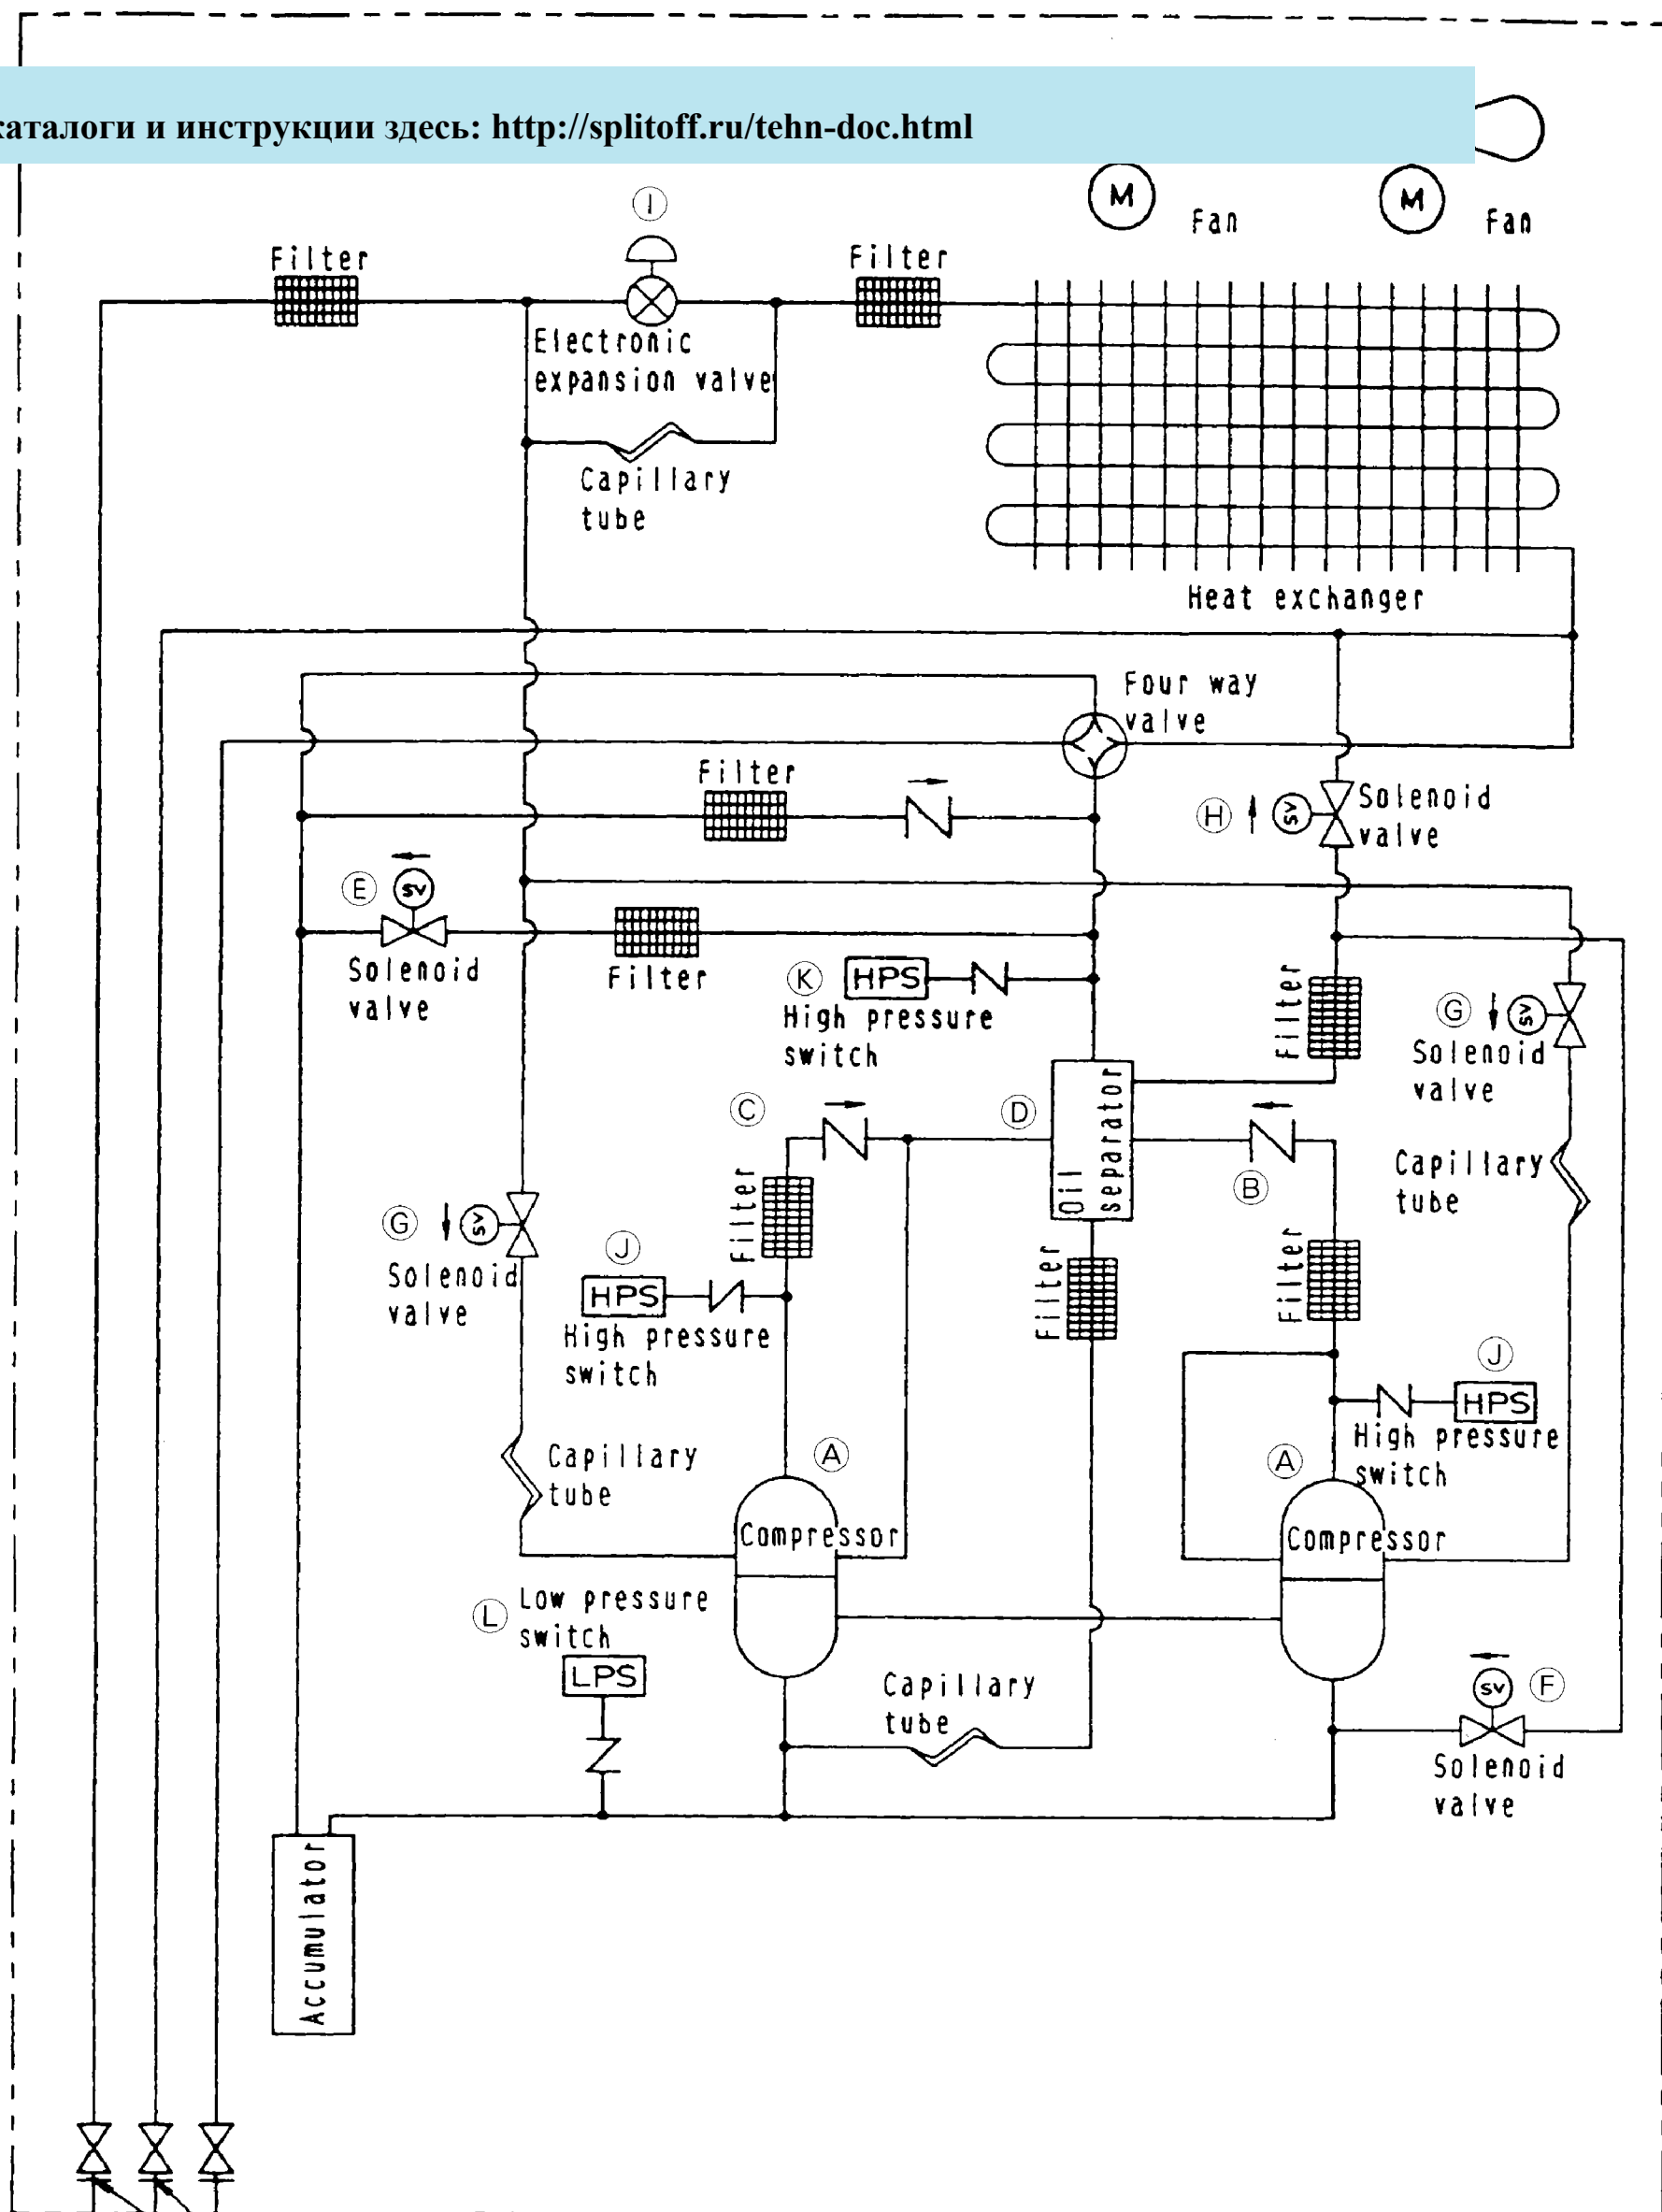 каталоги и инструкции здесь: http://splitoff.ru/tehn-doc.html
M
Fan
M
Fan
I
Filter
Filter
Electronic
expansion valve
Capillary
tube
Heat exchanger
Four way
valve
Filter
H
SV
Solenoid
valve
E
SV
Solenoid
valve
Filter
K
HPS
High pressure
switch
Filter
G
SV
Solenoid
valve
C
D
Oil
separator
B
Capillary
tube
Filter
G
SV
Solenoid
valve
J
HPS
High pressure
switch
Filter
Filter
J
HPS
High pressure
switch
Capillary
tube
A
Compressor
A
Compressor
L
Low pressure
switch
LPS
Capillary
tube
SV
F
Solenoid
valve
Accumulator